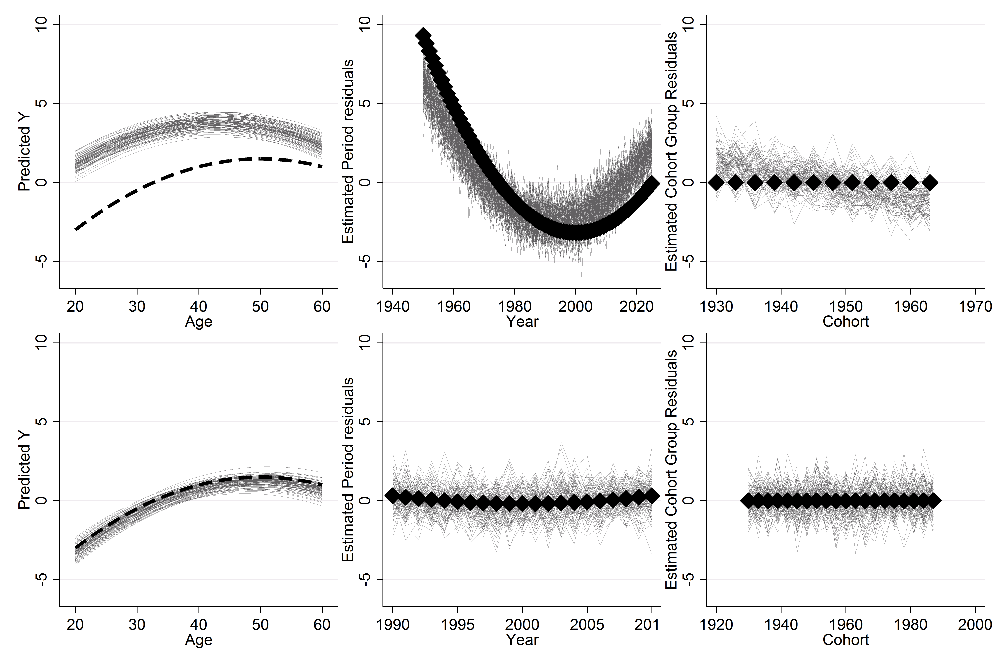 Predicted Y
10
5
0
-5
20 30 40 50 60
Age
Estimated Period residuals
10
5
0
-5
1940 1960 1980 2000 2020
Year
Estimated Cohort Group Residuals
10
5
0
-5
1930 1940 1950 1960 1970
Cohort
Predicted Y
10
5
0
-5
20 30 40 50 60
Age
Estimated Period residuals
10
5
0
-5
1990 1995 2000 2005 201
Year
Estimated Cohort Group Residuals
10
5
0
-5
1920 1940 1960 1980 2000
Cohort